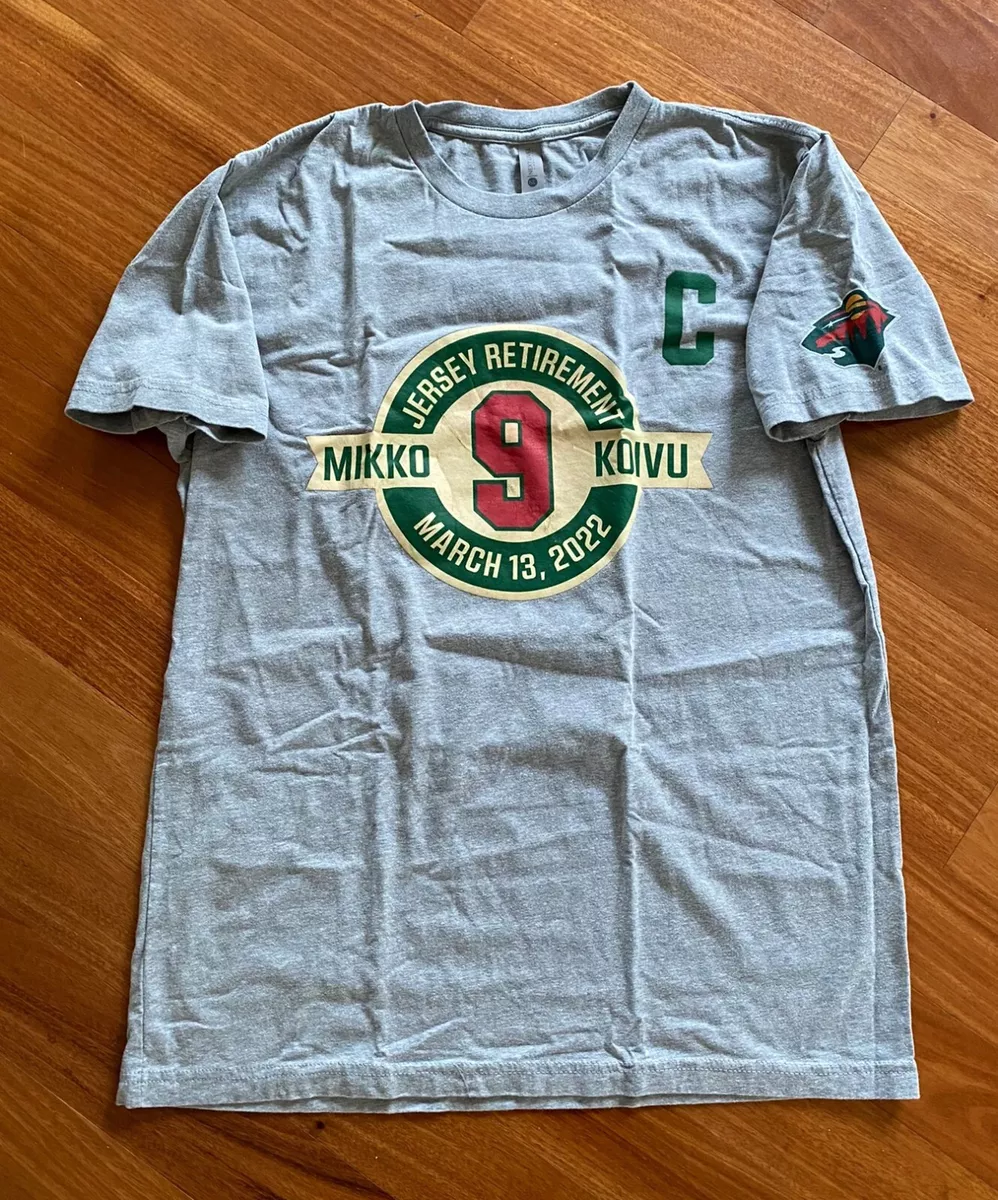 C
JERSEY RETIREMENT
MIKKO 9 KOIVU
MARCH 13, 2022